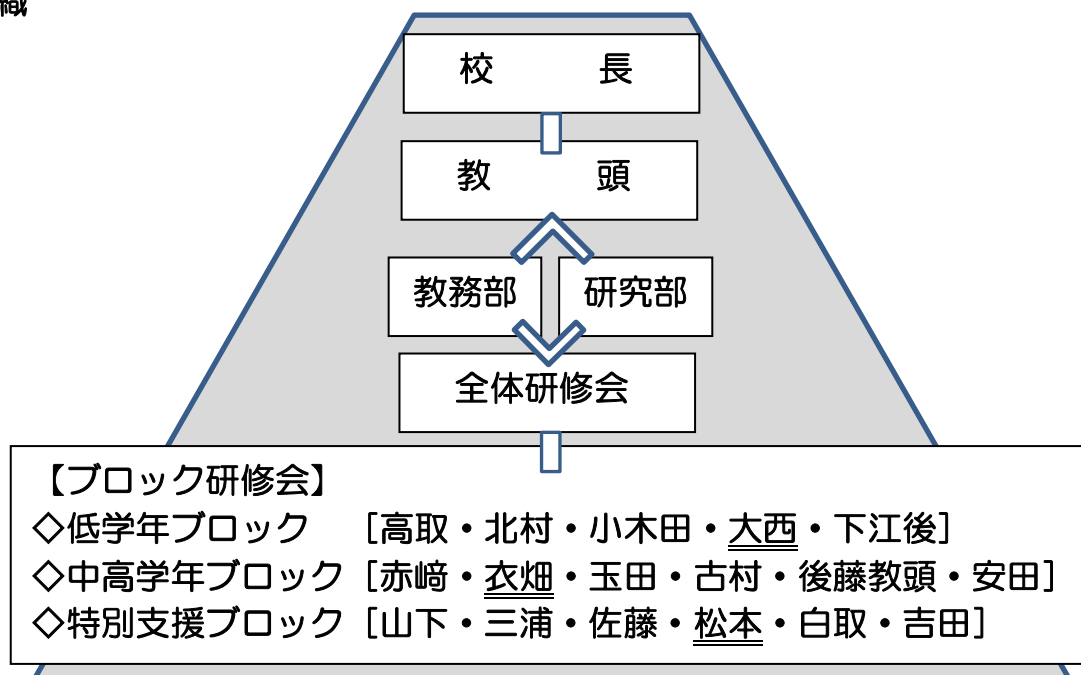 織
校　　　長
教　　　頭
教務部　研究部
全体研修会
【ブロック研修会】
◇低学年ブロック　［高取・北村・小木田・大西・下江後］
◇中高学年ブロック［赤﨑・衣畑・玉田・古村・後藤教頭・安田］
◇特別支援ブロック［山下・三浦・佐藤・松本・白取・吉田］